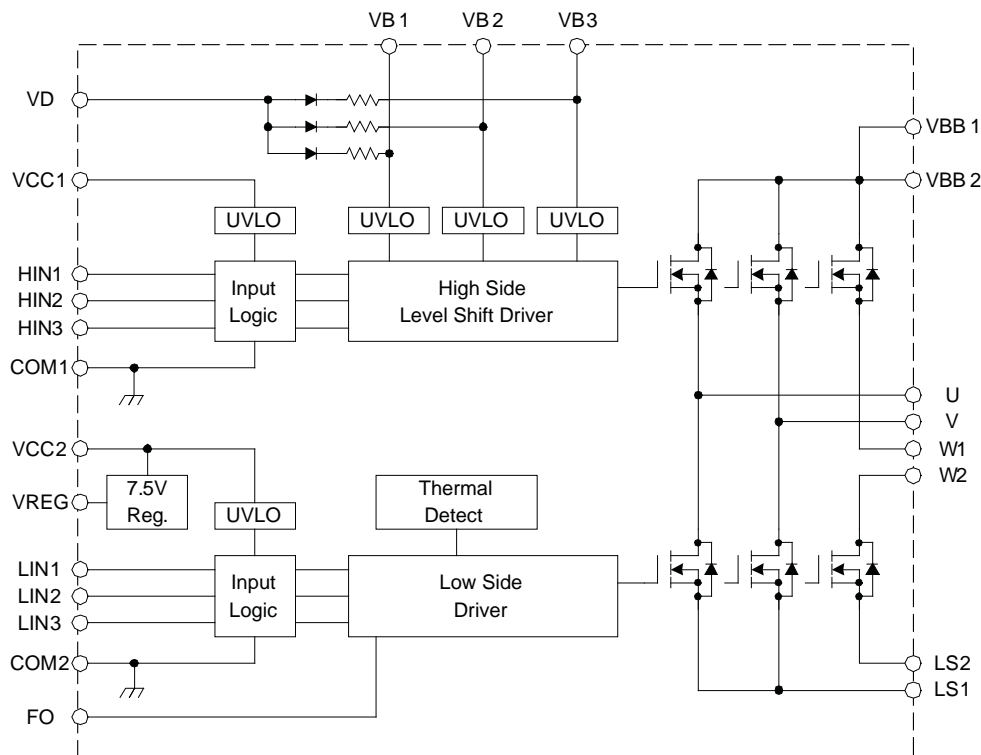 VB 1 VB 2 VB3
VD
VBB 1
VCC1
VBB 2
UVLO UVLO UVLO UVLO
HIN1
HIN2
HIN3
Input
Logic
High Side
Level Shift Driver
COM1
U
V
W1
W2
VCC2
VREG
7.5V
Reg.
UVLO
Thermal
Detect
LIN1
LIN2
LIN3
Input
Logic
Low Side
Driver
COM2
LS2
LS1
FO